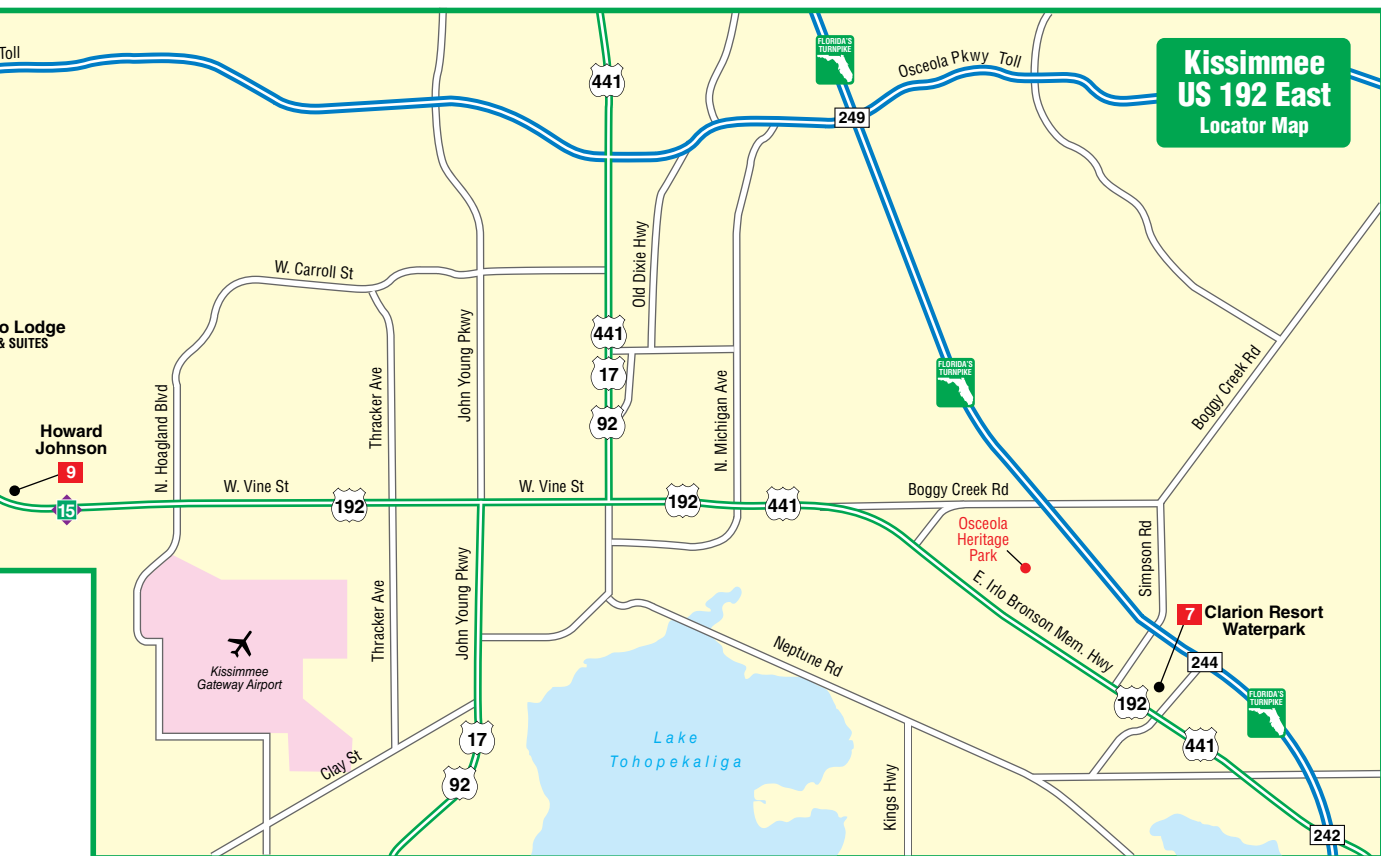 Toll
441
FLORIDA'S
TURNPIKE
Osceola Pkwy Toll
Kissimmee
US 192 East
Locator Map
249
W. Carroll St
Old Dixie Hwy
o Lodge
& SUITES
441
17
92
John Young Pkwy
Thracker Ave
N. Michigan Ave
N. Hoagland Blvd
FLORIDA'S
TURNPIKE
Boggy Creek Rd
Howard
Johnson
9
15
W. Vine St
192
W. Vine St
192
441
Boggy Creek Rd
Osceola
Heritage
Park
Simpson Rd
E. Irlo Bronson Mem. Hwy
Thracker Ave
John Young Pkwy
7
Clarion Resort
Waterpark
Kissimmee
Gateway Airport
Neptune Rd
244
192
FLORIDA'S
TURNPIKE
441
17
Lake
Tohopekaliga
Clay St
92
Kings Hwy
242